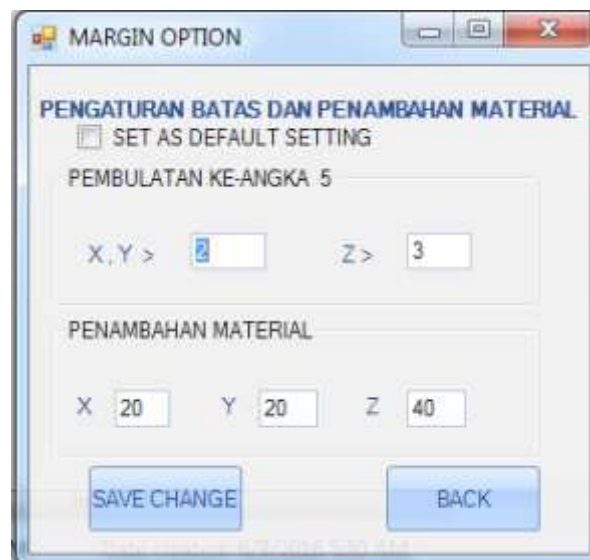 MARGIN OPTION
PENGATURAN BATAS DAN PENAMBAHAN MATERIAL
SET AS DEFAULT SETTING
PEMBULATAN KE-ANGKA 5
X , Y > 2 Z > 3
PENAMBAHAN MATERIAL
X 20 Y 20 Z 40
SAVE CHANGE BACK